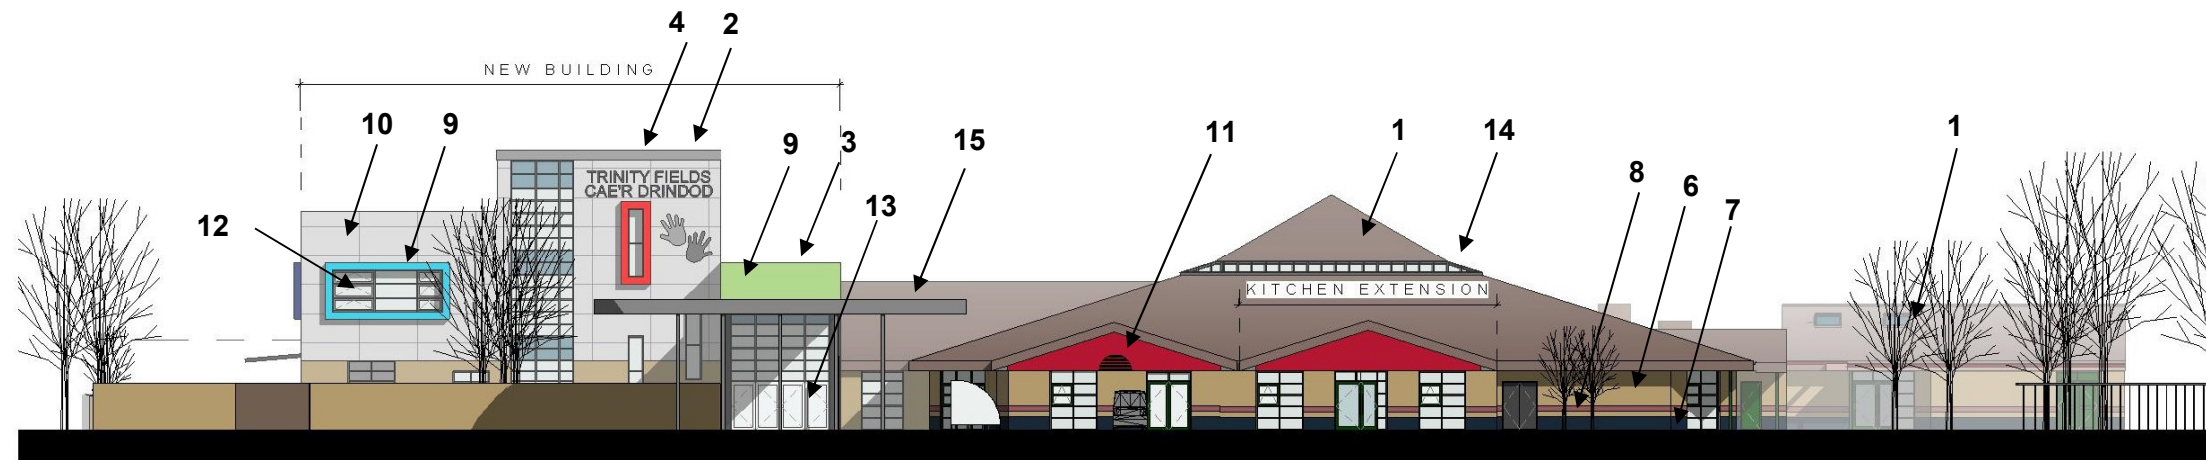 4 2
NEW BUILDING
10 9 9 3 15 11 1 14 1
TRINITY FIELDS
CAE'R DRINDOD
12 13 8 6 7
KITCHEN EXTENSION